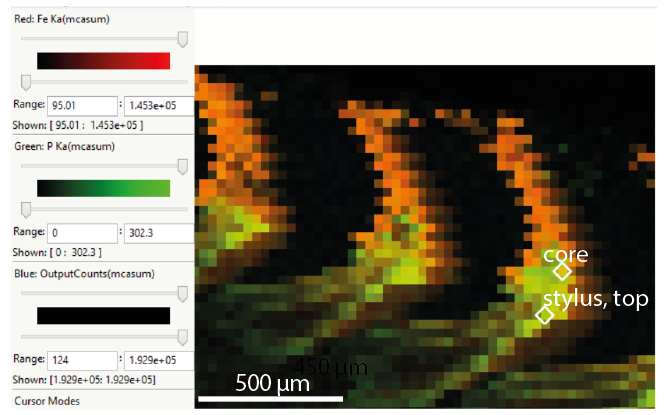 Red: Fe Ka(mcasum)
Range: 95.01 : 1.453e+05
Shown: [ 95.01 : 1.453e+05 ]
Green: P Ka(mcasum)
Range: 0 : 302.3
Shown: [ 0 : 302.3 ]
Blue: OutputCounts(mcasum)
Range: 124 : 1.929e+05
Shown: [1.929e+05: 1.929e+05]
Cursor Modes
core
stylus, top
450 μm
500 μm